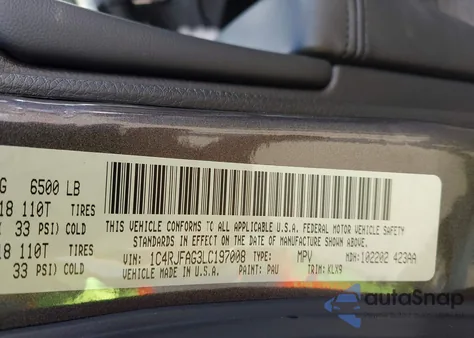 G 6500 LB
18 110T TIRES
33 PSI) COLD
18 110T TIRES
33 PSI) COLD
THIS VEHICLE CONFORMS TO ALL APPLICABLE U.S.A. FEDERAL MOTOR VEHICLE SAFETY
STANDARDS IN EFFECT ON THE DATE OF MANUFACTURE SHOWN ABOVE.
VIN: 1C4RJFAG3LC197008 TYPE: MPV MDH: 102202 423AA
VEHICLE MADE IN U.S.A. PAINT: PAU TRIM: KLX9
autoSnap